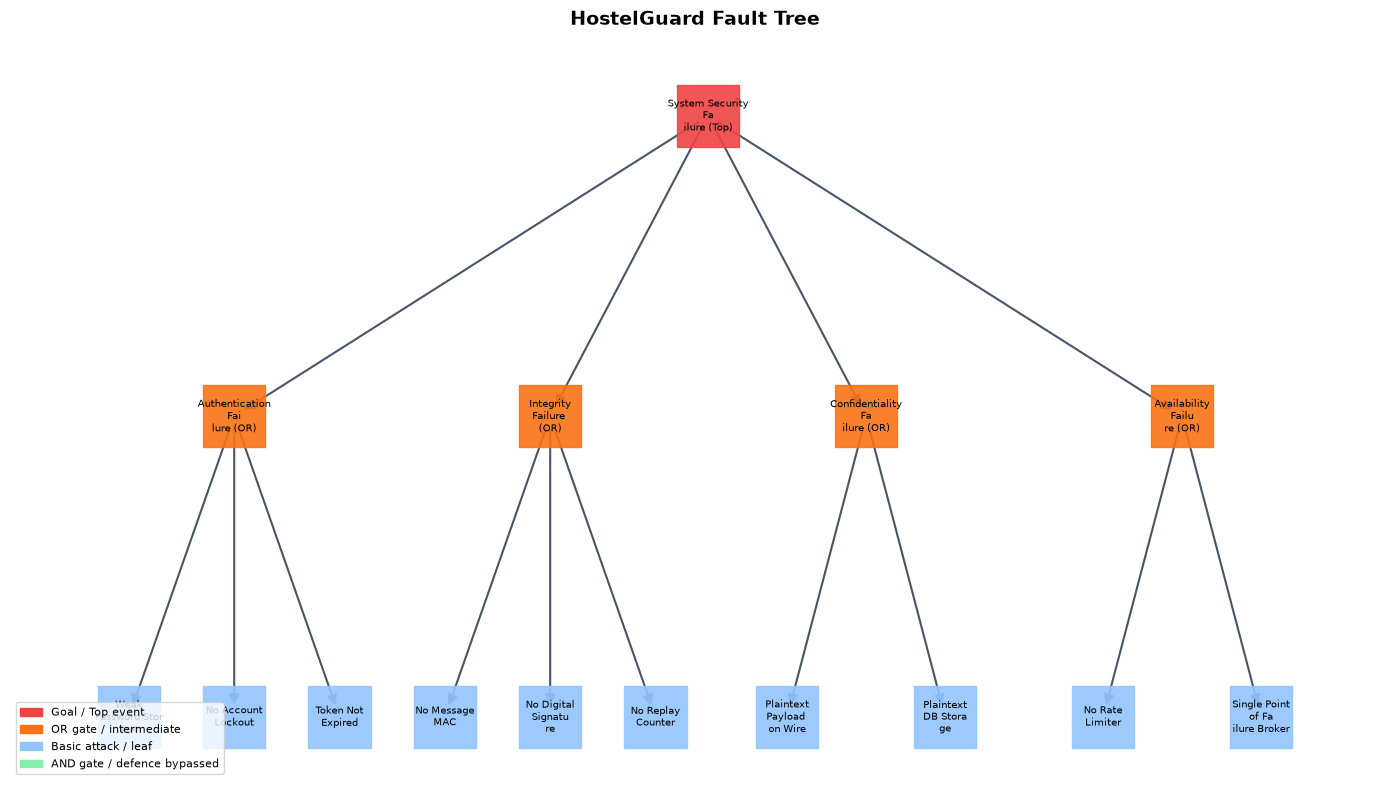 HostelGuard Fault Tree
System Security
Fa
ilure (Top)
Authentication
Fai
lure (OR)
Integrity
Failure
(OR)
Confidentiality
Fa
ilure (OR)
Availability
Failu
re (OR)
Weak
No Account
Lockout
Token Not
Expired
No Message
MAC
No Digital
Signatu
re
No Replay
Counter
Plaintext
Payload
on Wire
Plaintext
DB Stora
ge
No Rate
Limiter
Single Point
of Fa
ilure Broker
Goal / Top event
OR gate / intermediate
Basic attack / leaf
AND gate / defence bypassed